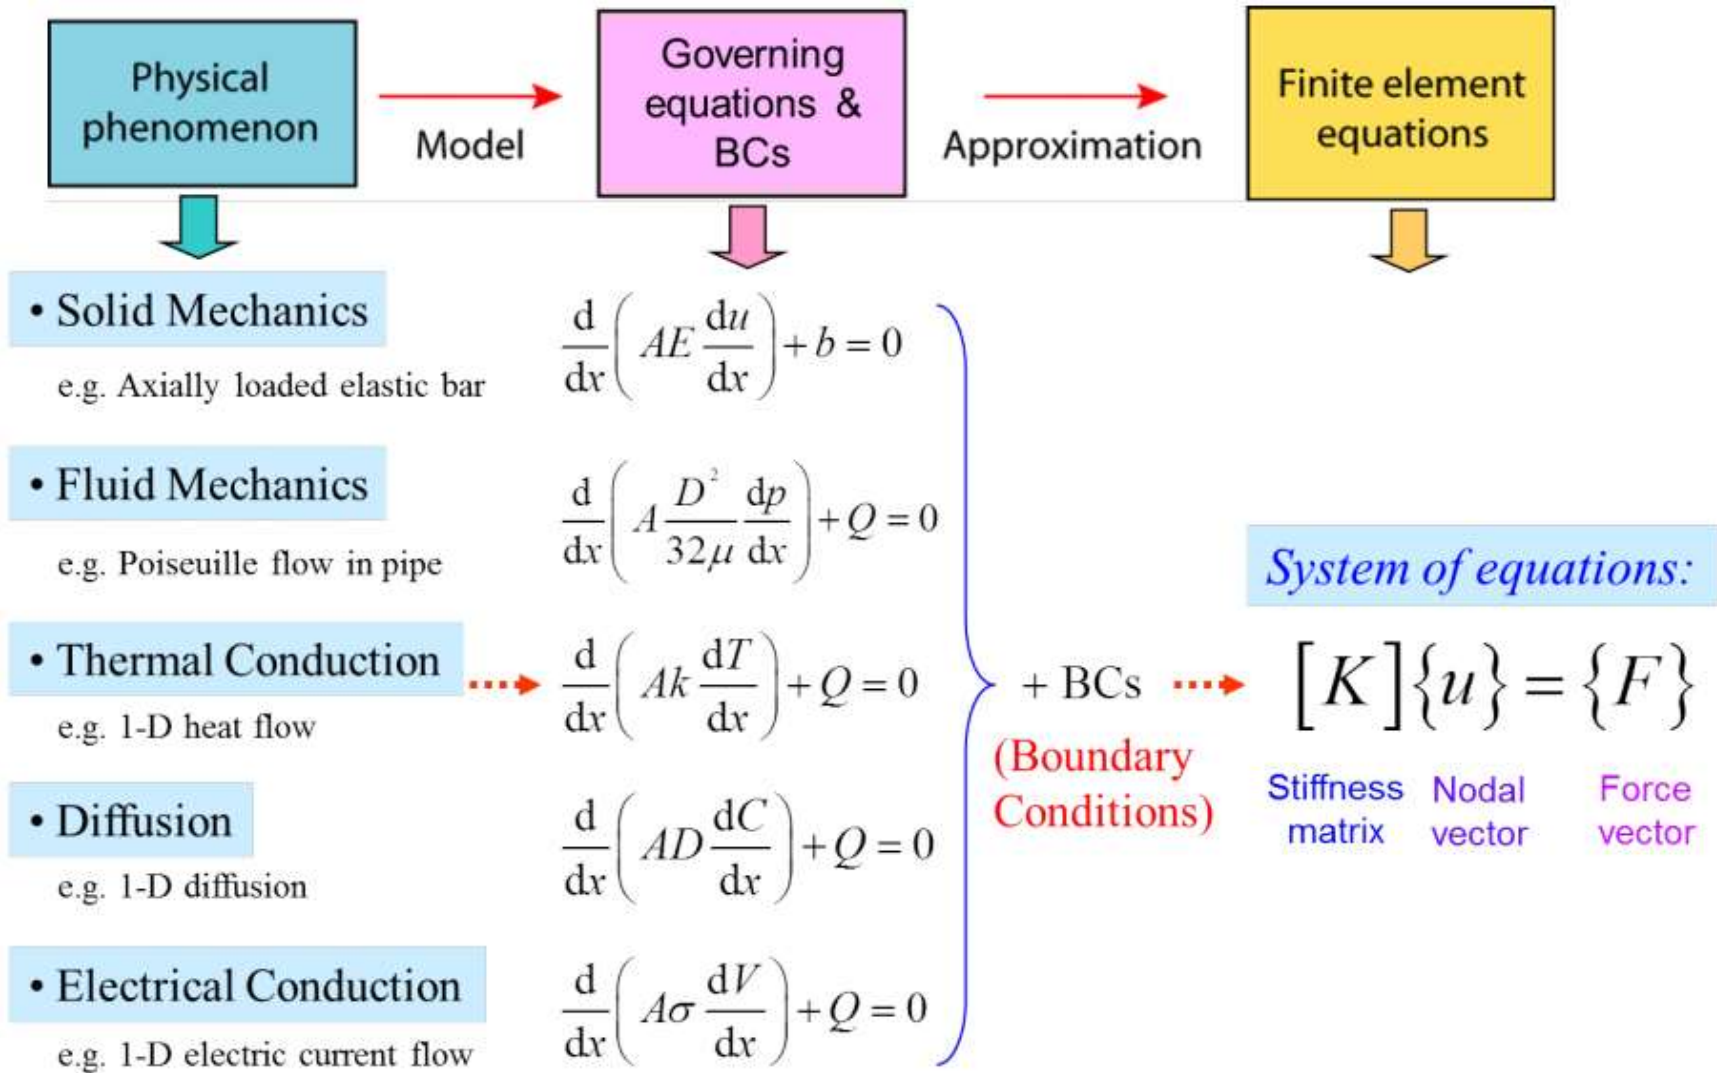 Physical
phenomenon
Model
Governing
equations &
BCs
Approximation
Finite element
equations
• Solid Mechanics
e.g. Axially loaded elastic bar
d/dx ( AE du/dx ) + b = 0
• Fluid Mechanics
e.g. Poiseuille flow in pipe
d/dx ( A D²/32μ dp/dx ) + Q = 0
• Thermal Conduction
e.g. 1-D heat flow
d/dx ( Ak dT/dx ) + Q = 0
• Diffusion
e.g. 1-D diffusion
d/dx ( AD dC/dx ) + Q = 0
• Electrical Conduction
e.g. 1-D electric current flow
d/dx ( Aσ dV/dx ) + Q = 0
+ BCs
(Boundary
Conditions)
System of equations:
[K]{u} = {F}
Stiffness
matrix
Nodal
vector
Force
vector